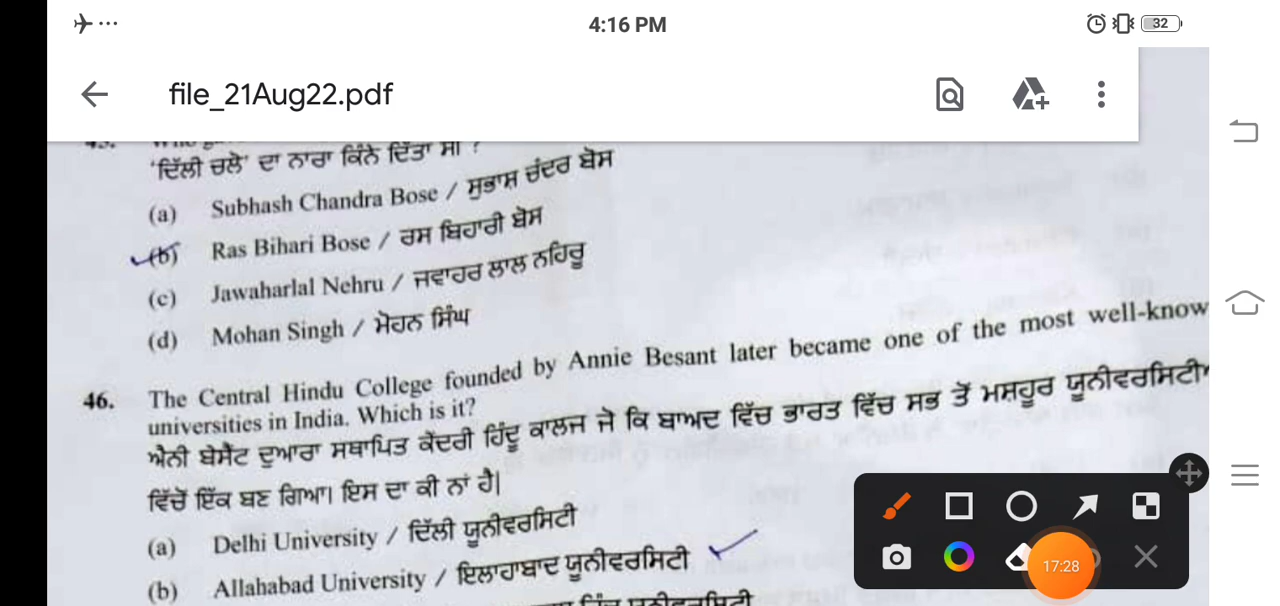 4:16 PM
32
file_21Aug22.pdf
'ਦਿੱਲੀ ਚਲੋ' ਦਾ ਨਾਰਾ ਕਿੰਨੇ ਦਿੱਤਾ ਸੀ ?
(a) Subhash Chandra Bose / ਸੁਭਾਸ਼ ਚੰਦਰ ਬੋਸ
(b) Ras Bihari Bose / ਰਸ ਬਿਹਾਰੀ ਬੋਸ
(c) Jawaharlal Nehru / ਜਵਾਹਰ ਲਾਲ ਨਹਿਰੂ
(d) Mohan Singh / ਮੋਹਨ ਸਿੰਘ
46. The Central Hindu College founded by Annie Besant later became one of the most well-know
universities in India. Which is it?
ਐਨੀ ਬੇਸੈਂਟ ਦੁਆਰਾ ਸਥਾਪਿਤ ਕੇਂਦਰੀ ਹਿੰਦੂ ਕਾਲਜ ਜੋ ਕਿ ਬਾਅਦ ਵਿੱਚ ਭਾਰਤ ਵਿੱਚ ਸਭ ਤੋਂ ਮਸ਼ਹੂਰ ਯੂਨੀਵਰਸਿਟੀ
ਵਿੱਚੋਂ ਇੱਕ ਬਣ ਗਿਆ। ਇਸ ਦਾ ਕੀ ਨਾਂ ਹੈ|
(a) Delhi University / ਦਿੱਲੀ ਯੂਨੀਵਰਸਿਟੀ
(b) Allahabad University / ਇਲਾਹਾਬਾਦ ਯੂਨੀਵਰਸਿਟੀ
17:28